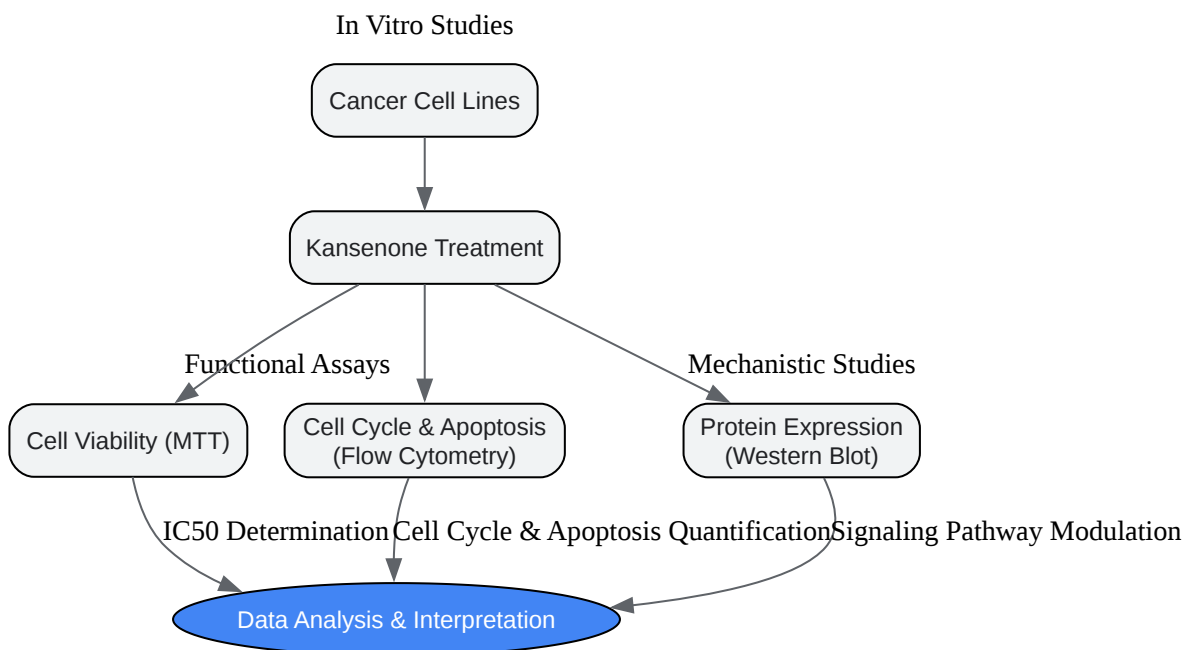 In Vitro Studies
Cancer Cell Lines
Kansenone Treatment
Functional Assays
Mechanistic Studies
Cell Viability (MTT)
Cell Cycle & Apoptosis
(Flow Cytometry)
Protein Expression
(Western Blot)
IC50 Determination
Cell Cycle & Apoptosis Quantification
Signaling Pathway Modulation
Data Analysis & Interpretation